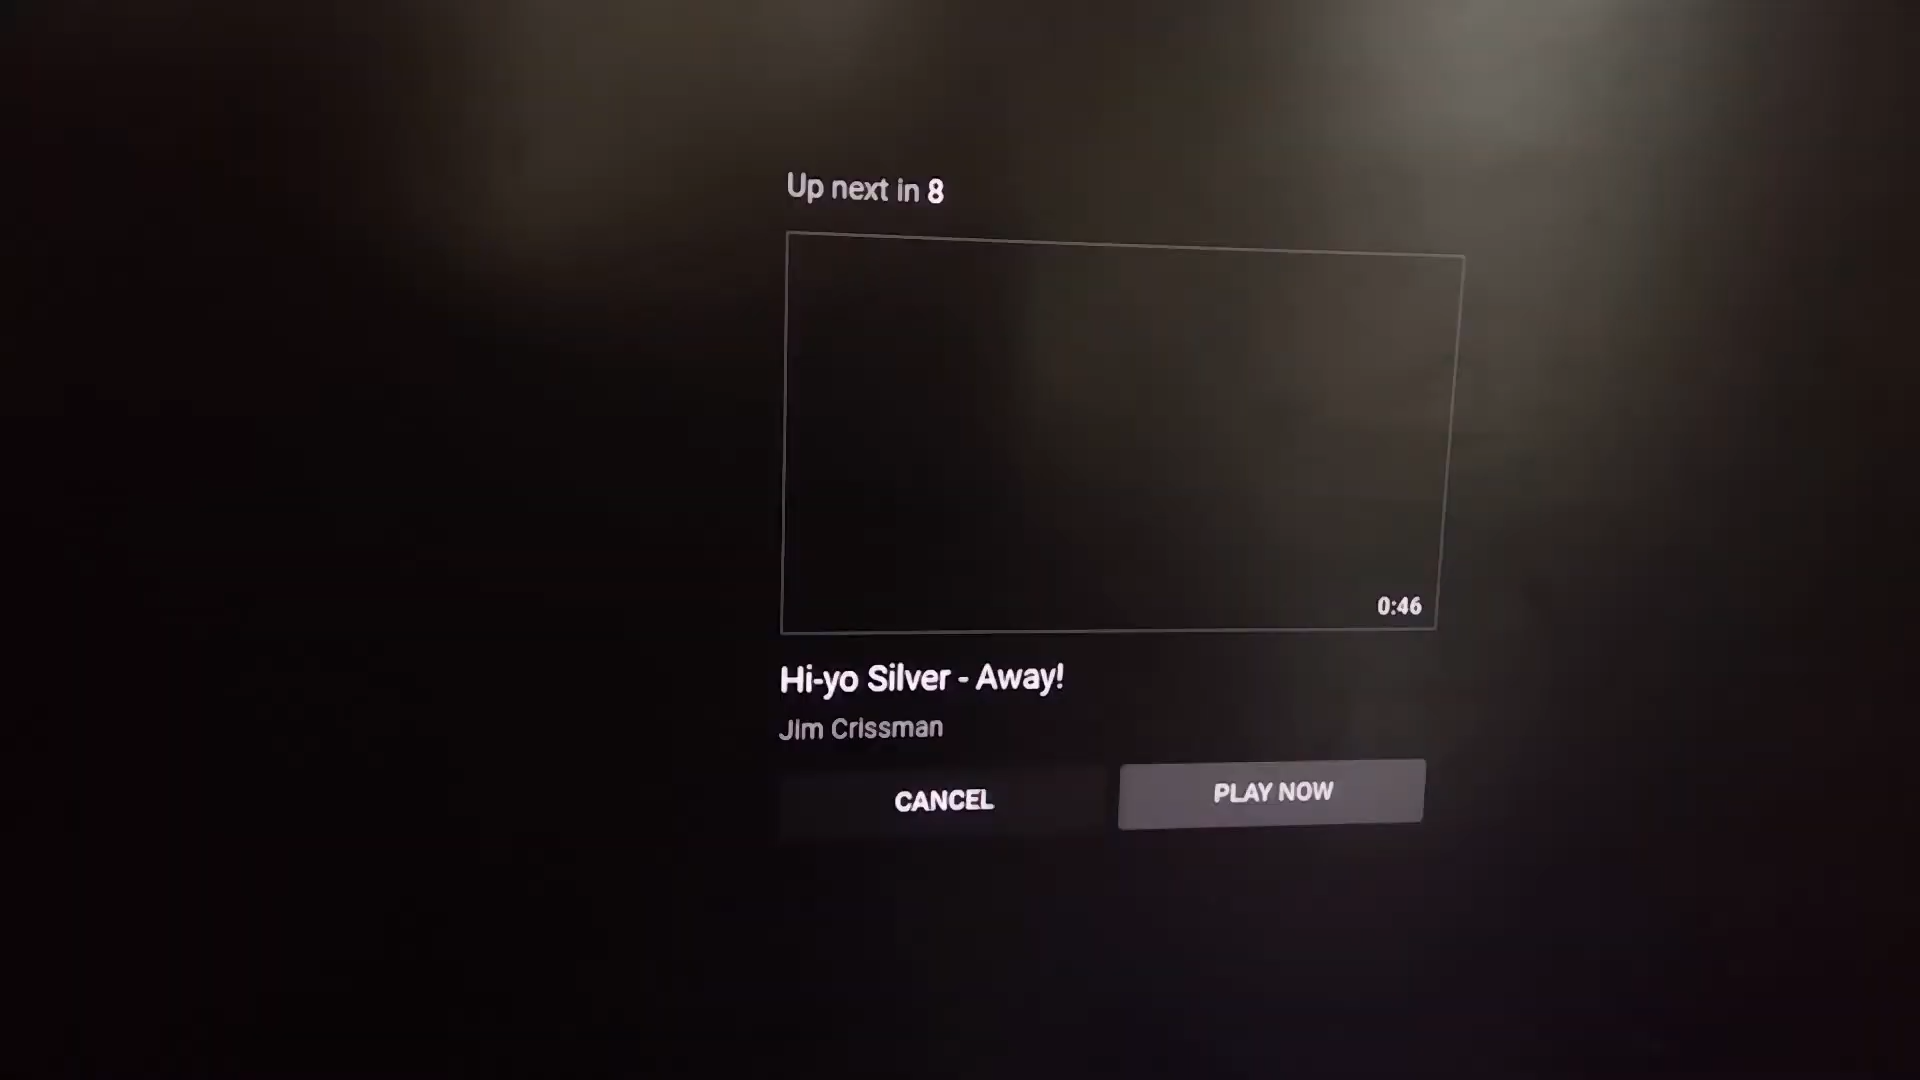 Up next in 8
0:46
Hi-yo Silver - Away!
Jim Crissman
CANCEL
PLAY NOW